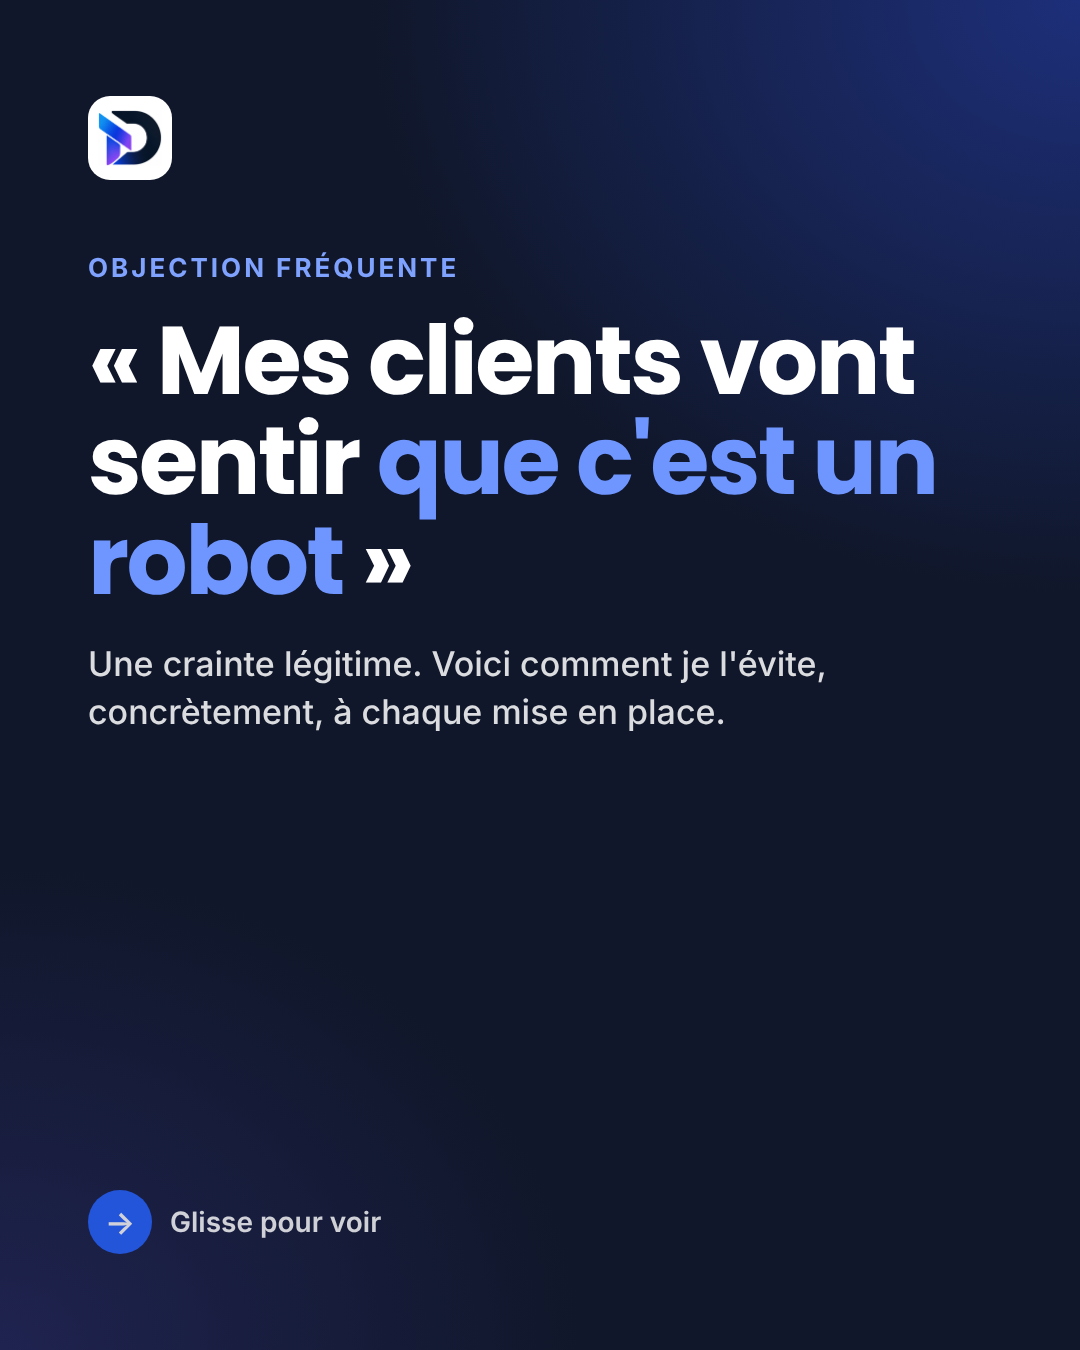 OBJECTION FRÉQUENTE
« Mes clients vont
sentir que c'est un
robot »
Une crainte légitime. Voici comment je l'évite,
concrètement, à chaque mise en place.
Glisse pour voir